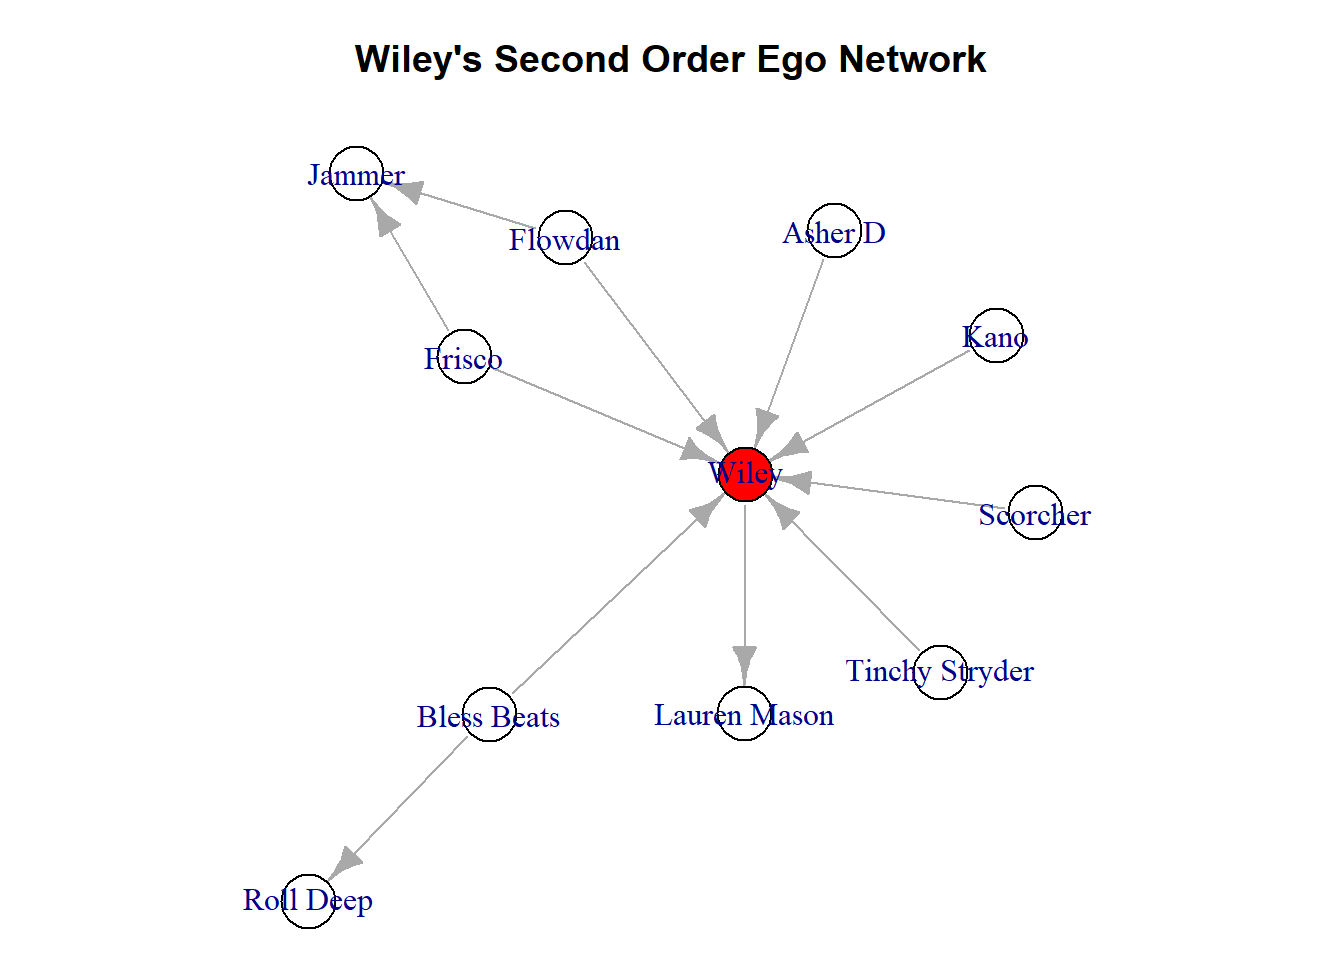 Wiley's Second Order Ego Network
Jammer
Flowdan
Asher D
Kano
Frisco
Wiley
Scorcher
Tinchy Stryder
Bless Beats
Lauren Mason
Roll Deep